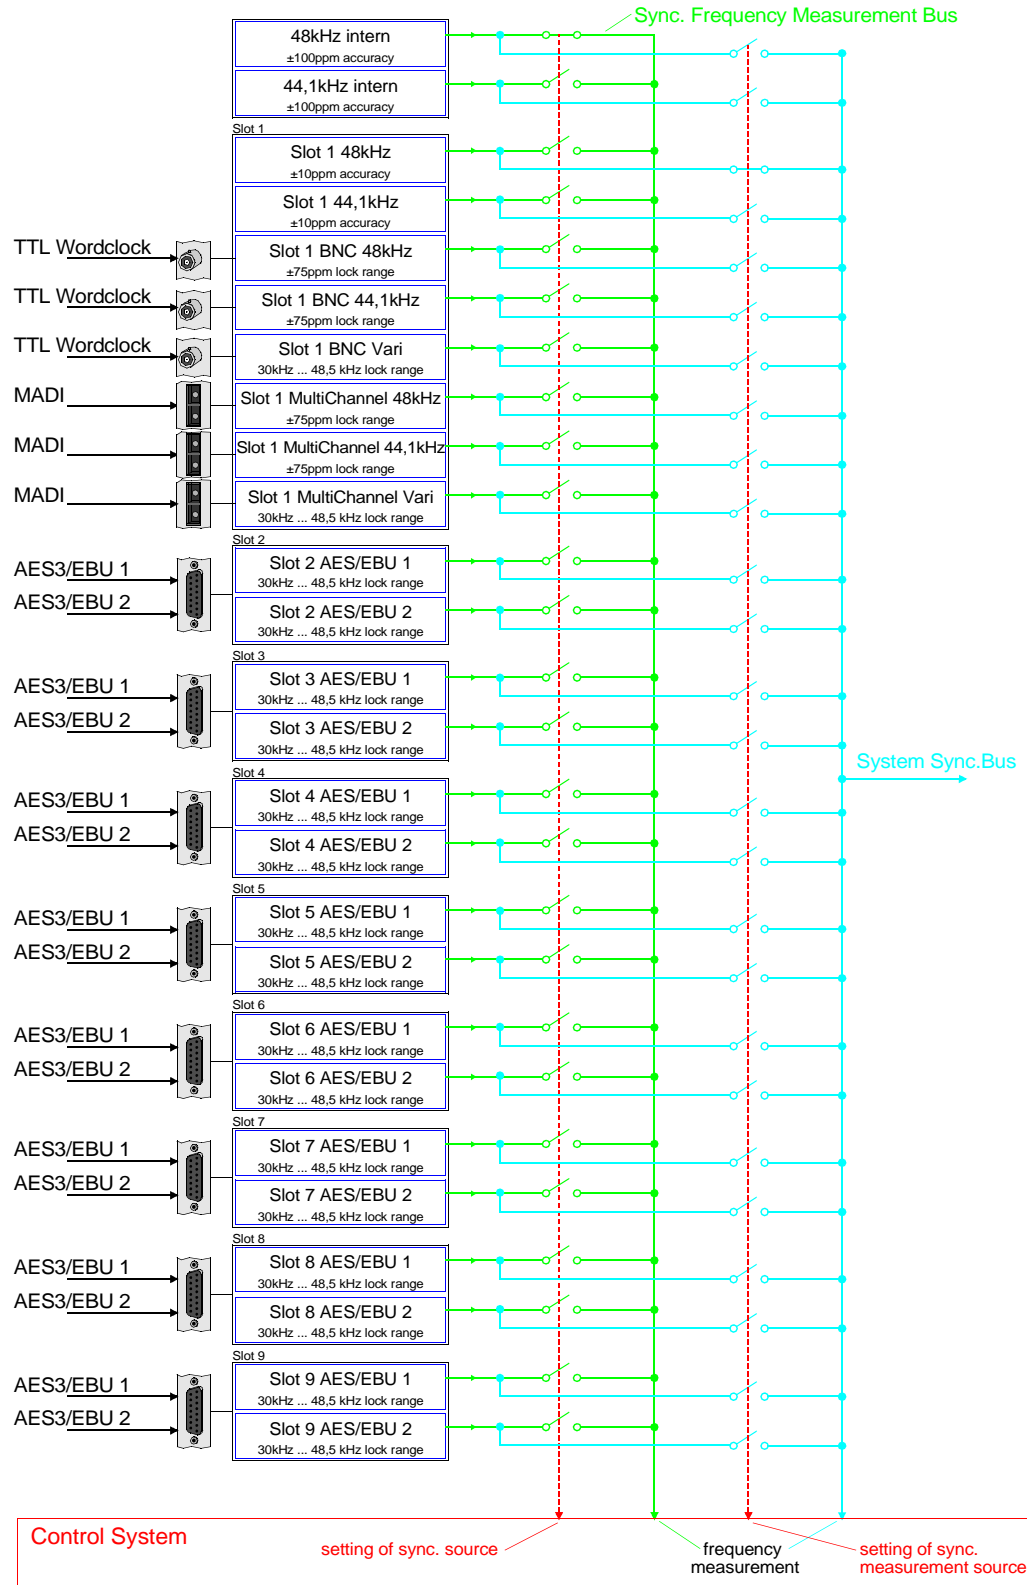 Sync. Frequency Measurement Bus
48kHz intern
±100ppm accuracy
44,1kHz intern
±100ppm accuracy
Slot 1
Slot 1 48kHz
±10ppm accuracy
Slot 1 44,1kHz
±10ppm accuracy
TTL Wordclock
Slot 1 BNC 48kHz
±75ppm lock range
TTL Wordclock
Slot 1 BNC 44,1kHz
±75ppm lock range
TTL Wordclock
Slot 1 BNC Vari
30kHz ... 48,5 kHz lock range
MADI
Slot 1 MultiChannel 48kHz
±75ppm lock range
MADI
Slot 1 MultiChannel 44,1kHz
±75ppm lock range
MADI
Slot 1 MultiChannel Vari
30kHz ... 48,5 kHz lock range
Slot 2
AES3/EBU 1
Slot 2 AES/EBU 1
30kHz ... 48,5 kHz lock range
AES3/EBU 2
Slot 2 AES/EBU 2
30kHz ... 48,5 kHz lock range
Slot 3
AES3/EBU 1
Slot 3 AES/EBU 1
30kHz ... 48,5 kHz lock range
AES3/EBU 2
Slot 3 AES/EBU 2
30kHz ... 48,5 kHz lock range
System Sync.Bus
Slot 4
AES3/EBU 1
Slot 4 AES/EBU 1
30kHz ... 48,5 kHz lock range
AES3/EBU 2
Slot 4 AES/EBU 2
30kHz ... 48,5 kHz lock range
Slot 5
AES3/EBU 1
Slot 5 AES/EBU 1
30kHz ... 48,5 kHz lock range
AES3/EBU 2
Slot 5 AES/EBU 2
30kHz ... 48,5 kHz lock range
Slot 6
AES3/EBU 1
Slot 6 AES/EBU 1
30kHz ... 48,5 kHz lock range
AES3/EBU 2
Slot 6 AES/EBU 2
30kHz ... 48,5 kHz lock range
Slot 7
AES3/EBU 1
Slot 7 AES/EBU 1
30kHz ... 48,5 kHz lock range
AES3/EBU 2
Slot 7 AES/EBU 2
30kHz ... 48,5 kHz lock range
Slot 8
AES3/EBU 1
Slot 8 AES/EBU 1
30kHz ... 48,5 kHz lock range
AES3/EBU 2
Slot 8 AES/EBU 2
30kHz ... 48,5 kHz lock range
Slot 9
AES3/EBU 1
Slot 9 AES/EBU 1
30kHz ... 48,5 kHz lock range
AES3/EBU 2
Slot 9 AES/EBU 2
30kHz ... 48,5 kHz lock range
Control System
setting of sync. source
frequency
measurement
setting of sync.
measurement source